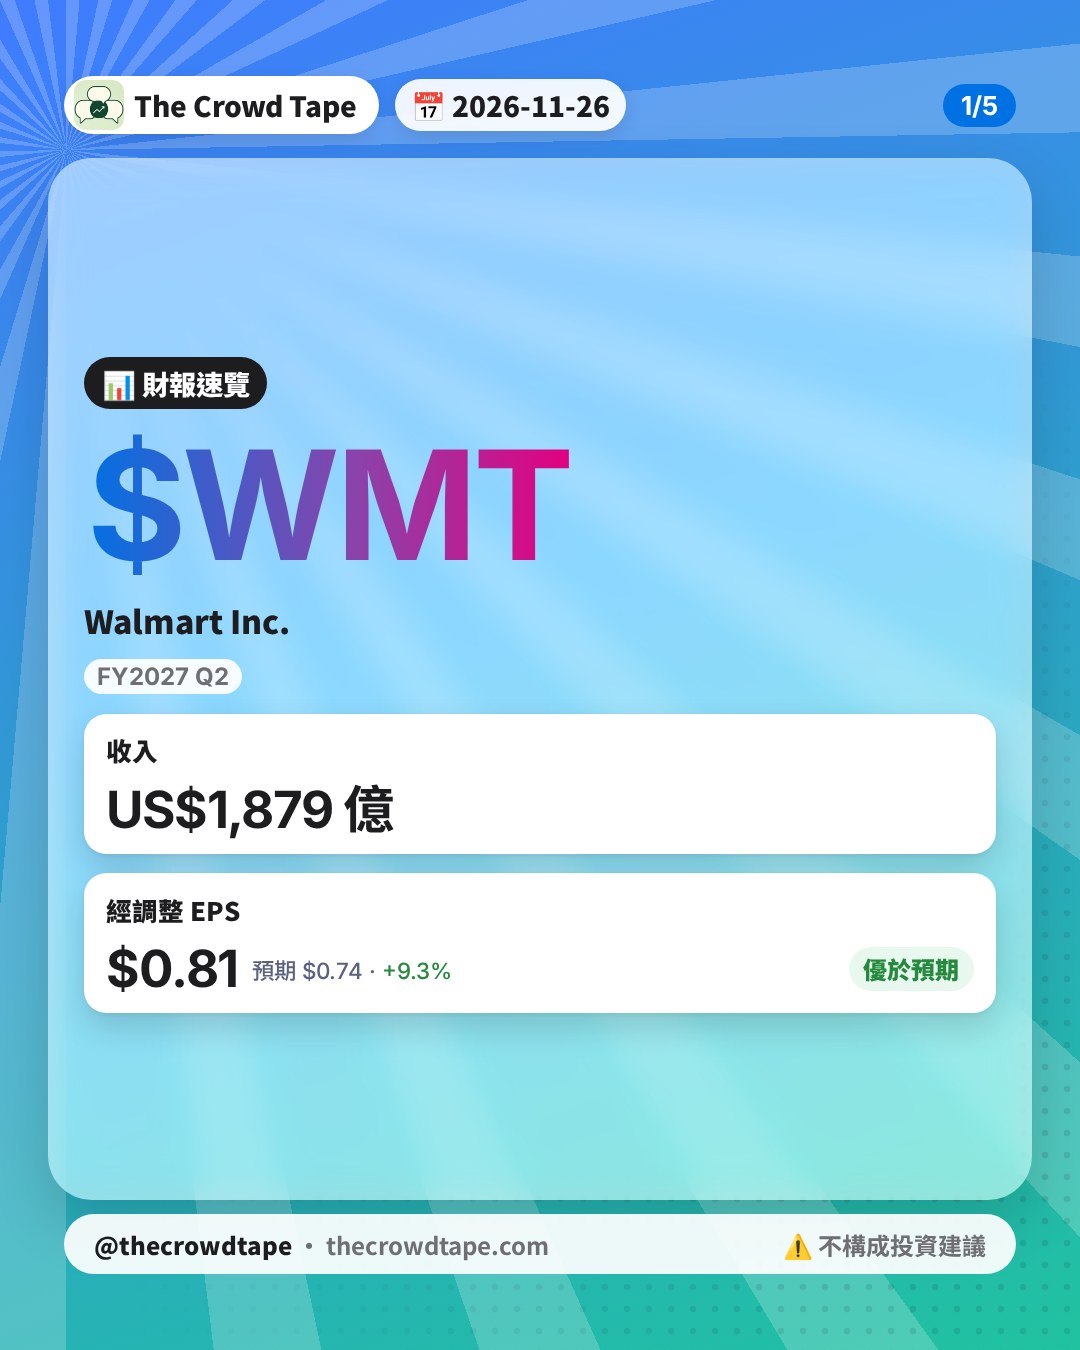 The Crowd Tape
2026-11-26
1/5
財報速覽
$WMT
Walmart Inc.
FY2027 Q2
收入
US$1,879 億
經調整 EPS
$0.81 預期 $0.74 · +9.3%
優於預期
@thecrowdtape • thecrowdtape.com
⚠️ 不構成投資建議